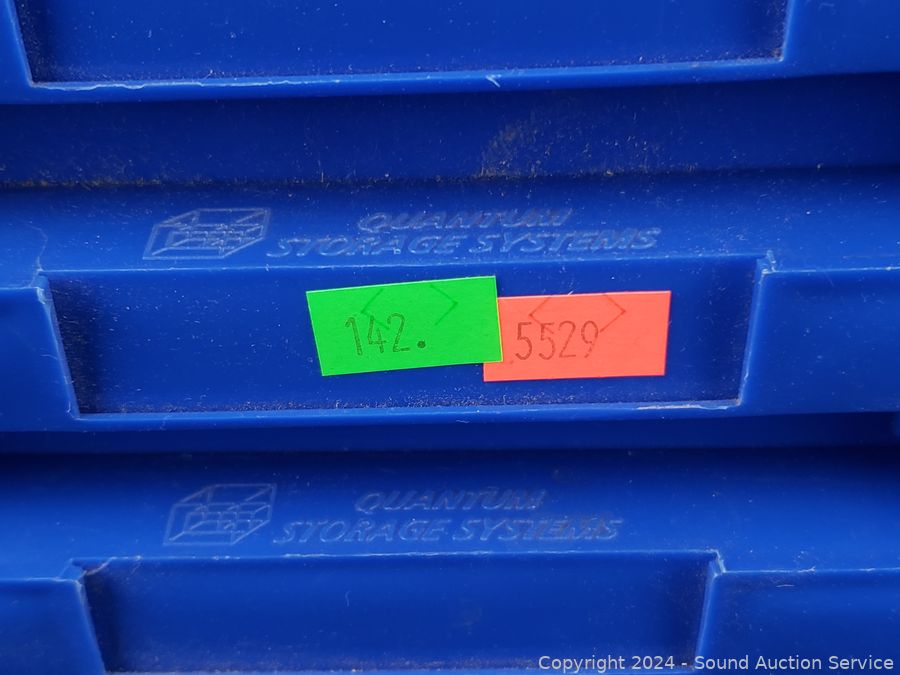 QUANTUM
STORAGE SYSTEMS
142.
5529
QUANTUM
STORAGE SYSTEMS
Copyright 2024 - Sound Auction Service